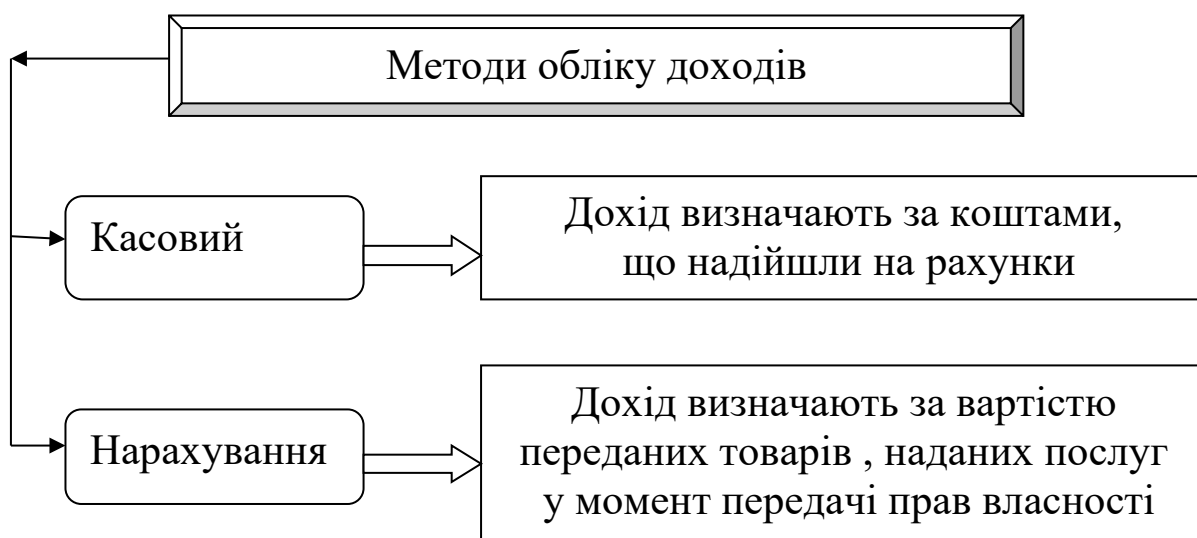 Методи обліку доходів
Касовий
Дохід визначають за коштами,
що надійшли на рахунки
Нарахування
Дохід визначають за вартістю
переданих товарів , наданих послуг
у момент передачі прав власності